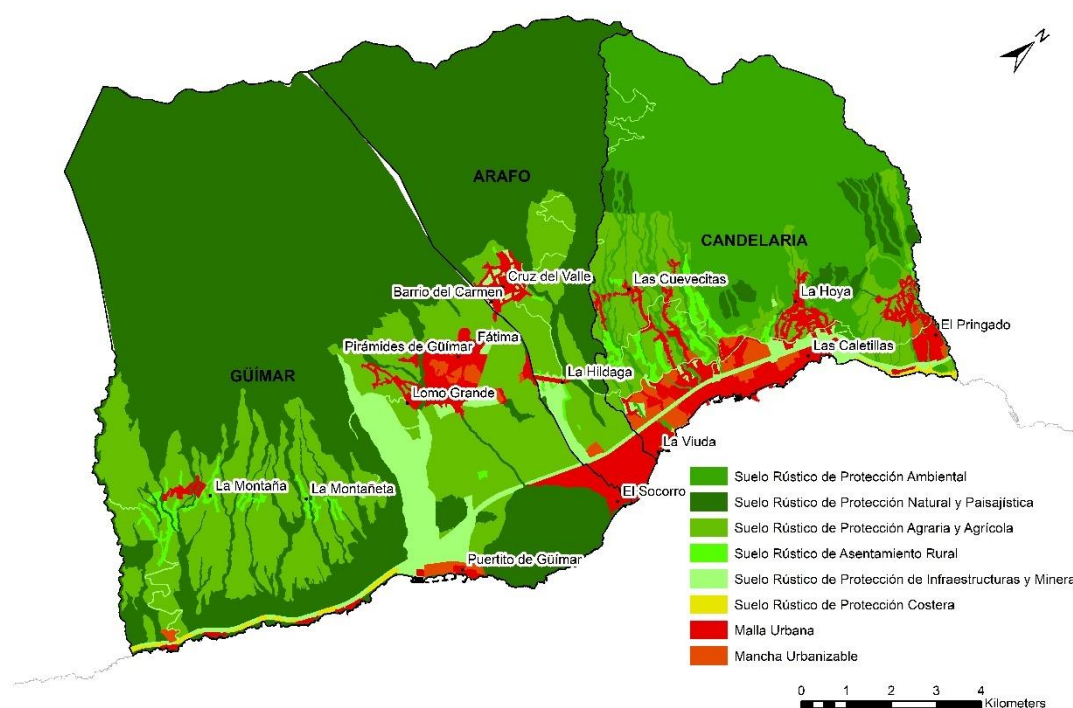 N
ARAFO
CANDELARIA
Cruz del Valle
Las Cuevecitas
Barrio del Carmen
La Hoya
El Pringado
Fátima
Pirámides de Güímar
Las Caletillas
GÜÍMAR
La Hildaga
Lomo Grande
La Viuda
La Montaña
La Montañeta
El Socorro
Puertito de Güímar
Suelo Rústico de Protección Ambiental
Suelo Rústico de Protección Natural y Paisajística
Suelo Rústico de Protección Agraria y Agrícola
Suelo Rústico de Asentamiento Rural
Suelo Rústico de Protección de Infraestructuras y Minera
Suelo Rústico de Protección Costera
Malla Urbana
Mancha Urbanizable
0 1 2 3 4
Kilometers